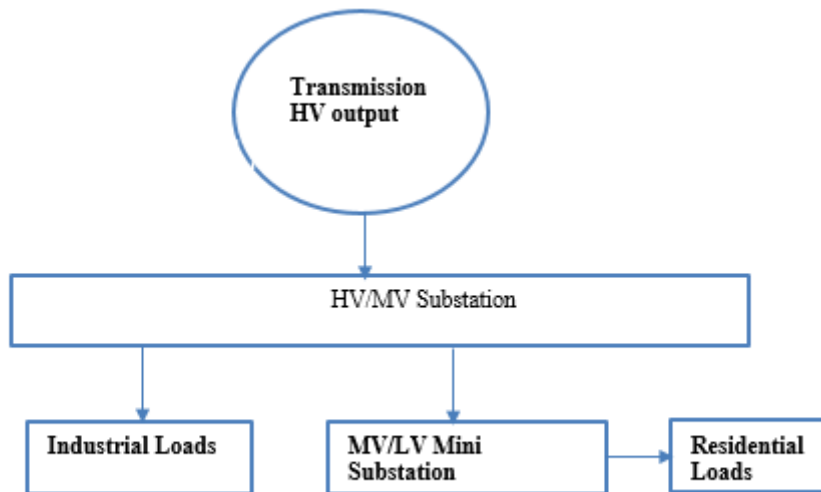 Transmission
HV output
HV/MV Substation
Industrial Loads
MV/LV Mini
Substation
Residential
Loads